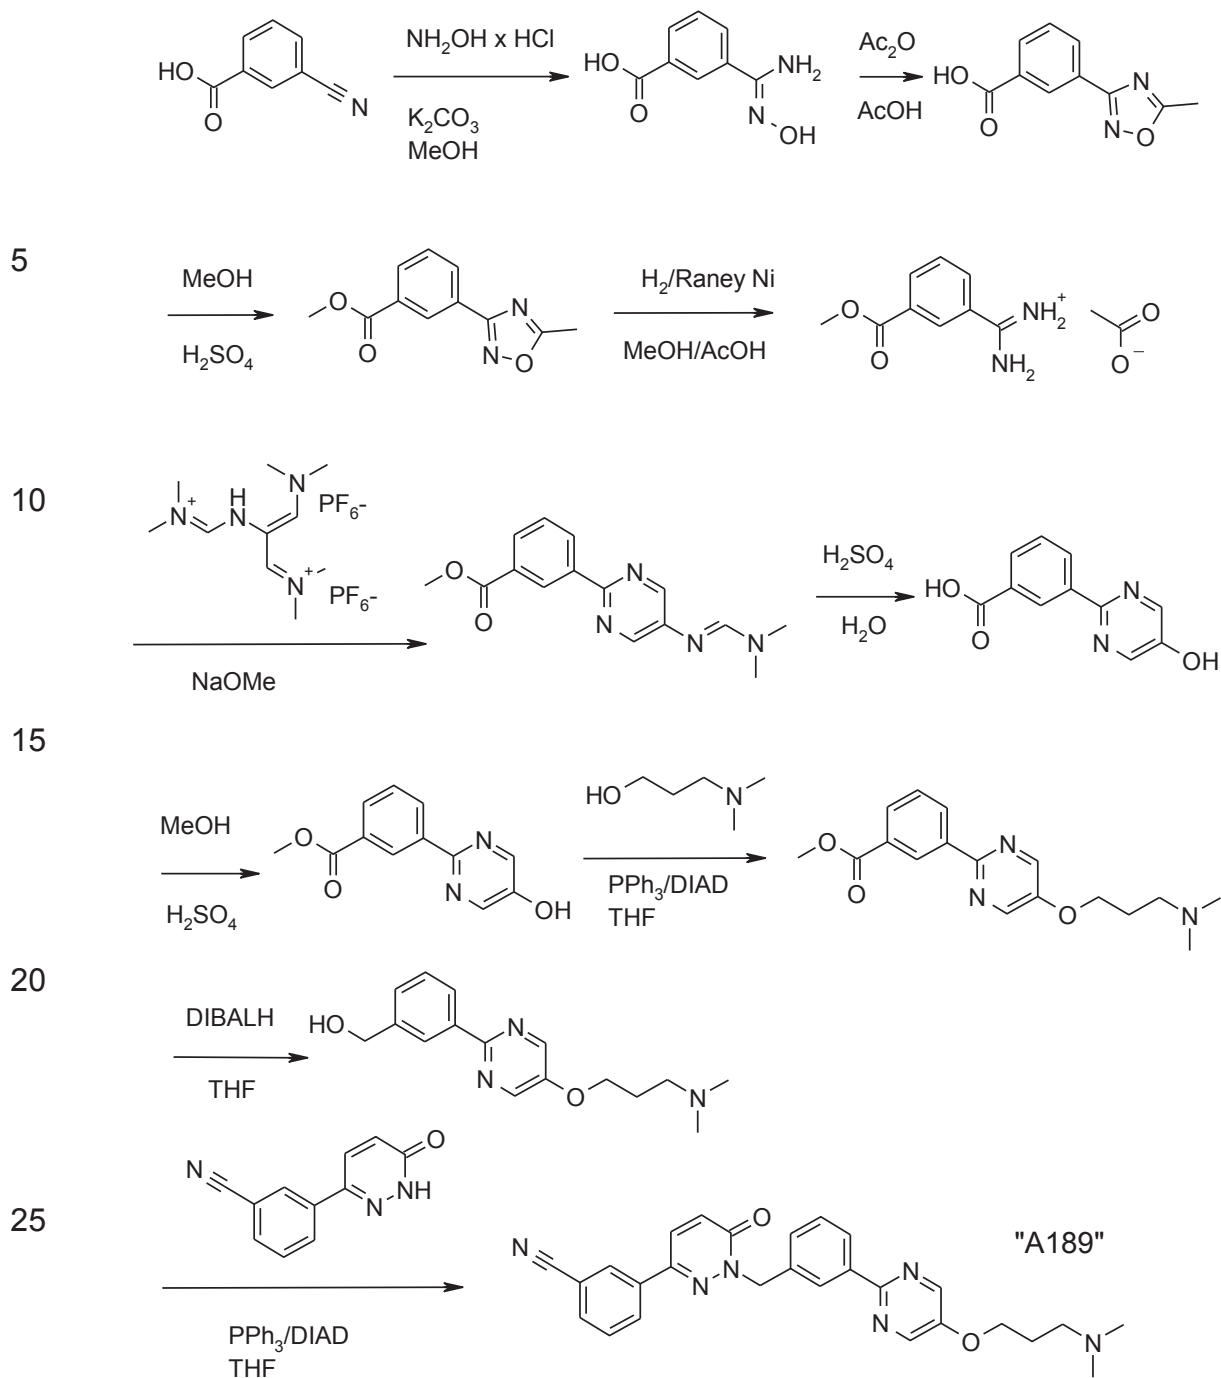 NH2OH x HCl
K2CO3
MeOH
HO
O
N
HO
O
NH2
N
OH
Ac2O
AcOH
HO
O
N
N
O
5
MeOH
H2SO4
O
O
N
N
O
H2/Raney Ni
MeOH/AcOH
O
O
NH2+
NH2
O
O−
10
N+
H
N
N
PF6-
N+
PF6-
NaOMe
O
O
N
N
N
N
H2SO4
H2O
HO
O
N
N
OH
15
MeOH
H2SO4
O
O
N
N
OH
HO
N
PPh3/DIAD
THF
O
O
N
N
O
N
20
DIBALH
THF
HO
N
N
O
N
N
O
N
NH
25
PPh3/DIAD
THF
N
O
N
N
N
N
O
N
"A189"